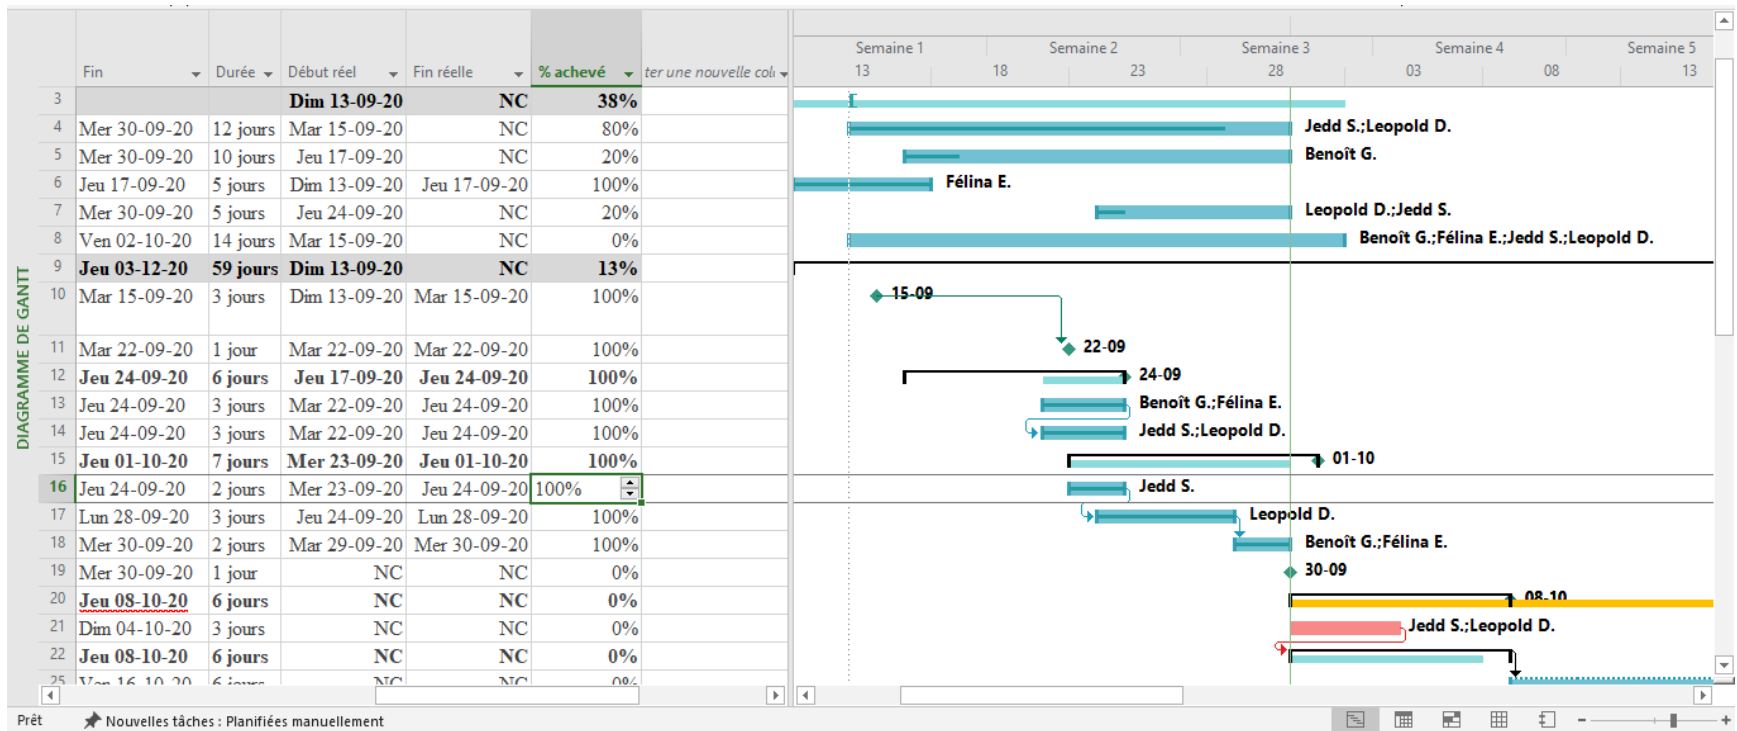 Semaine 1 Semaine 2 Semaine 3 Semaine 4 Semaine 5
Fin Durée Début réel Fin réelle % achevé ter une nouvelle col 13 18 23 28 03 08 13
3 Dim 13-09-20 NC 38%
4 Mer 30-09-20 12 jours Mar 15-09-20 NC 80% Jedd S.;Leopold D.
5 Mer 30-09-20 10 jours Jeu 17-09-20 NC 20% Benoît G.
6 Jeu 17-09-20 5 jours Dim 13-09-20 Jeu 17-09-20 100% Félina E.
7 Mer 30-09-20 5 jours Jeu 24-09-20 NC 20% Leopold D.;Jedd S.
8 Ven 02-10-20 14 jours Mar 15-09-20 NC 0% Benoît G.;Félina E.;Jedd S.;Leopold D.
9 Jeu 03-12-20 59 jours Dim 13-09-20 NC 13%
10 Mar 15-09-20 3 jours Dim 13-09-20 Mar 15-09-20 100% 15-09
11 Mar 22-09-20 1 jour Mar 22-09-20 Mar 22-09-20 100% 22-09
12 Jeu 24-09-20 6 jours Jeu 17-09-20 Jeu 24-09-20 100% 24-09
13 Jeu 24-09-20 3 jours Mar 22-09-20 Jeu 24-09-20 100% Benoît G.;Félina E.
14 Jeu 24-09-20 3 jours Mar 22-09-20 Jeu 24-09-20 100% Jedd S.;Leopold D.
15 Jeu 01-10-20 7 jours Mer 23-09-20 Jeu 01-10-20 100% 01-10
16 Jeu 24-09-20 2 jours Mer 23-09-20 Jeu 24-09-20 100% Jedd S.
17 Lun 28-09-20 3 jours Jeu 24-09-20 Lun 28-09-20 100% Leopold D.
18 Mer 30-09-20 2 jours Mar 29-09-20 Mer 30-09-20 100% Benoît G.;Félina E.
19 Mer 30-09-20 1 jour NC NC 0% 30-09
20 Jeu 08-10-20 6 jours NC NC 0% 08-10
21 Dim 04-10-20 3 jours NC NC 0% Jedd S.;Leopold D.
22 Jeu 08-10-20 6 jours NC NC 0%
25 Ven 16-10-20 6 jours NC NC 0%
DIAGRAMME DE GANTT
Prêt Nouvelles tâches : Planifiées manuellement